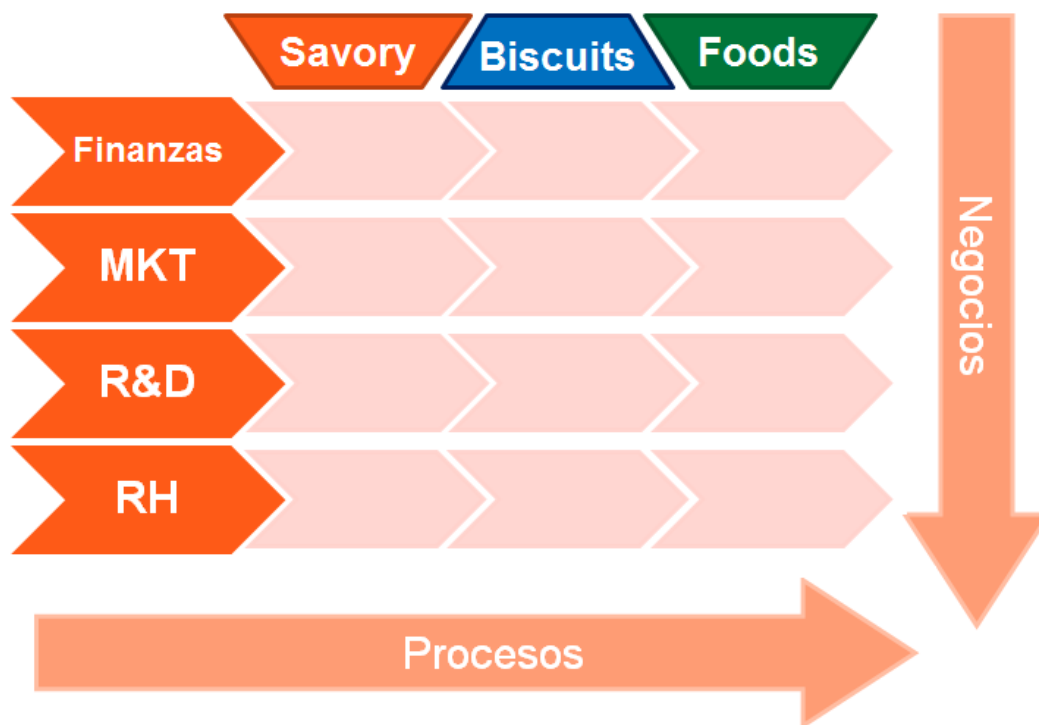 Savory
Biscuits
Foods
Finanzas
MKT
R&D
RH
Negocios
Procesos